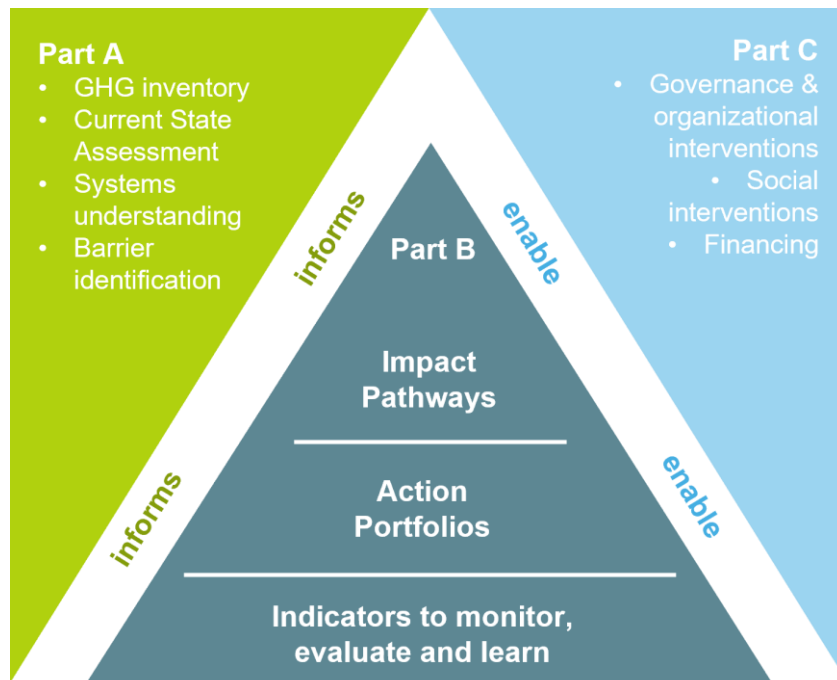 Part A
• GHG inventory
• Current State
Assessment
• Systems
understanding
• Barrier
identification
informs
informs
Part B
Impact
Pathways
Action
Portfolios
Indicators to monitor,
evaluate and learn
enable
enable
Part C
• Governance &
organizational
interventions
• Social
interventions
• Financing